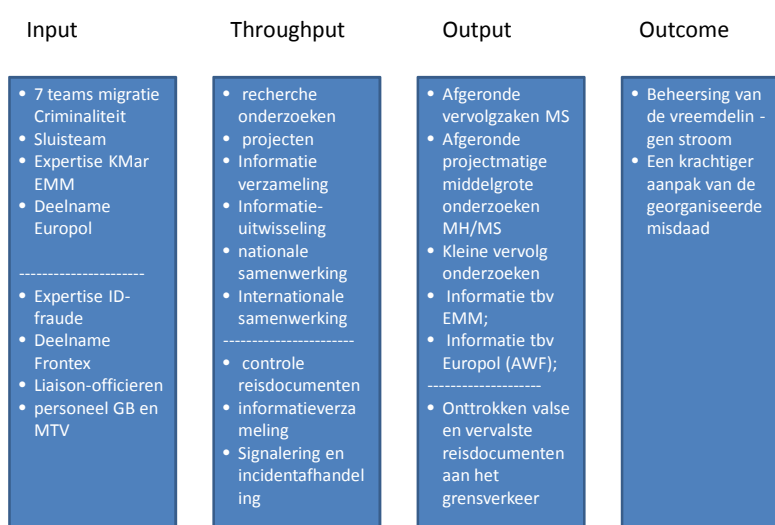 Input
Throughput
Output
Outcome
• 7 teams migratie
Criminaliteit
• Sluisteam
• Expertise KMar
EMM
• Deelname
Europol
----------------------
• Expertise ID-
fraude
• Deelname
Frontex
• Liaison-officieren
• personeel GB en
MTV
• recherche
onderzoeken
• projecten
• Informatie
verzameling
• Informatie-
uitwisseling
• nationale
samenwerking
• Internationale
samenwerking
-----------------------
• controle
reisdocumenten
• informatieverza
meling
• Signalering en
incidentafhandel
ing
• Afgeronde
vervolgzaken MS
• Afgeronde
projectmatige
middelgrote
onderzoeken
MH/MS
• Kleine vervolg
onderzoeken
• Informatie tbv
EMM;
• Informatie tbv
Europol (AWF);
--------------------
• Onttrokken valse
en vervalste
reisdocumenten
aan het
grensverkeer
• Beheersing van
de vreemdelin -
gen stroom
• Een krachtiger
aanpak van de
georganiseerde
misdaad